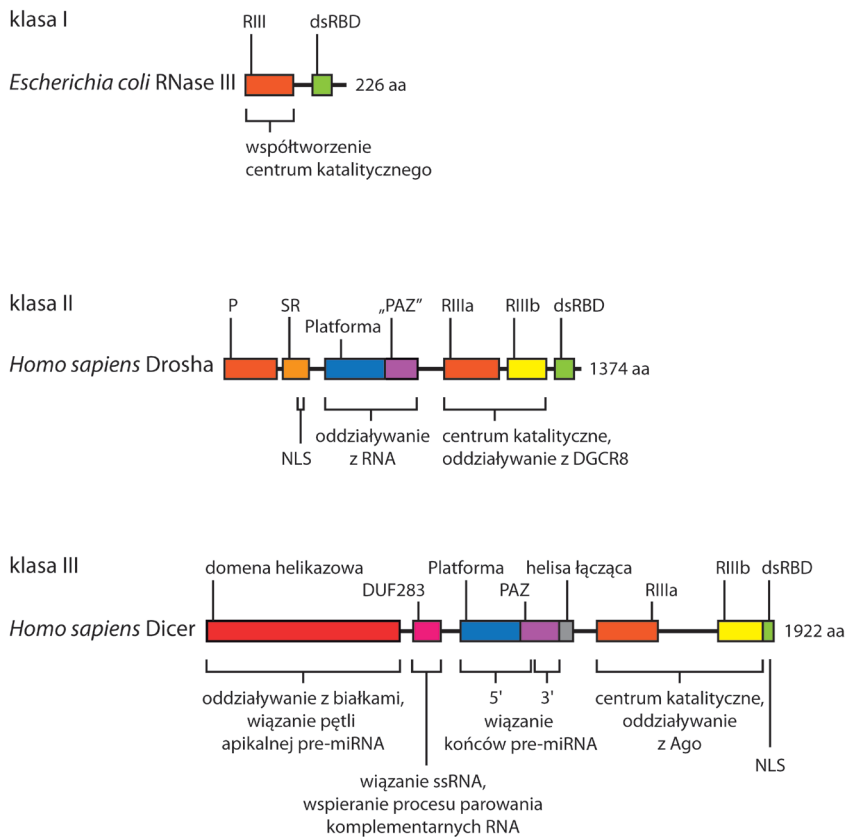 klasa I
RIII
dsRBD
Escherichia coli RNase III
226 aa
współtworzenie
centrum katalitycznego
klasa II
P
SR
„PAZ”
RIIIa
RIIIb
dsRBD
Platforma
Homo sapiens Drosha
1374 aa
NLS
oddziaływanie
z RNA
centrum katalityczne,
oddziaływanie z DGCR8
klasa III
domena helikazowa
Platforma
helisa łącząca
RIIIb
dsRBD
DUF283
PAZ
RIIIa
Homo sapiens Dicer
1922 aa
oddziaływanie z białkami,
wiązanie pętli
apikalnej pre-miRNA
5'
3'
wiązanie
końców pre-miRNA
centrum katalityczne,
oddziaływanie
z Ago
NLS
wiązanie ssRNA,
wspieranie procesu parowania
komplementarnych RNA